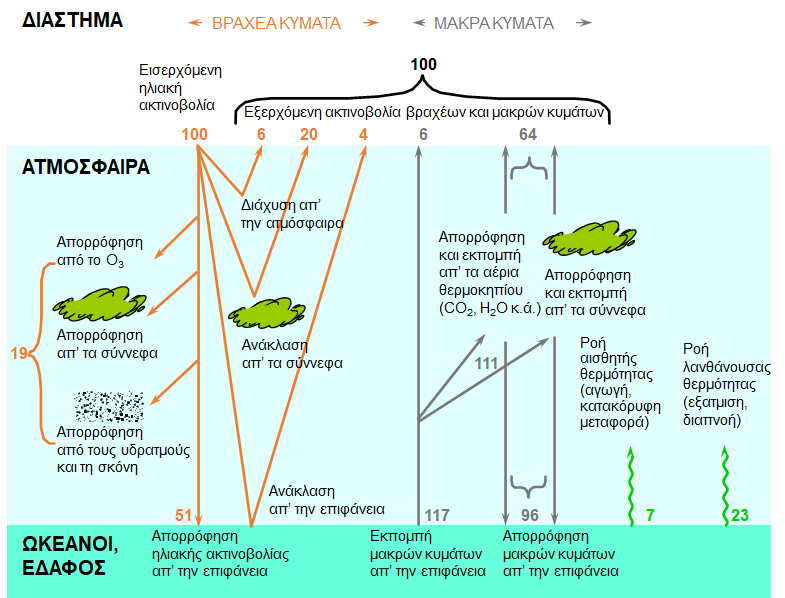 ΔΙΑΣΤΗΜΑ
ΒΡΑΧΕΑ ΚΥΜΑΤΑ
ΜΑΚΡΑ ΚΥΜΑΤΑ
100
Εισερχόμενη
ηλιακή
ακτινοβολία
Εξερχόμενη ακτινοβολία βραχέων και μακρών κυμάτων
100
6
20
4
6
64
ΑΤΜΟΣΦΑΙΡΑ
Διάχυση απ’
την ατμόσφαιρα
Απορρόφηση
από το O3
Απορρόφηση
απ’ τα σύννεφα
19
Απορρόφηση
από τους υδρατμούς
και τη σκόνη
Ανάκλαση
απ’ τα σύννεφα
Ανάκλαση
απ’ την επιφάνεια
Απορρόφηση
και εκπομπή
απ’ τα αέρια
θερμοκηπίου
(CO2, H2O κ.ά.)
Απορρόφηση
και εκπομπή
απ’ τα σύννεφα
111
Ροή
αισθητής
θερμότητας
(αγωγή,
κατακόρυφη
μεταφορά)
Ροή
λανθάνουσας
θερμότητας
(εξατμιση,
διαπνοή)
51
117
96
7
23
ΩΚΕΑΝΟΙ,
ΕΔΑΦΟΣ
Απορρόφηση
ηλιακής ακτινοβολίας
απ’ την επιφάνεια
Εκπομπή
μακρών κυμάτων
απ’ την επιφάνεια
Απορρόφηση
μακρών κυμάτων
απ’ την επιφάνεια